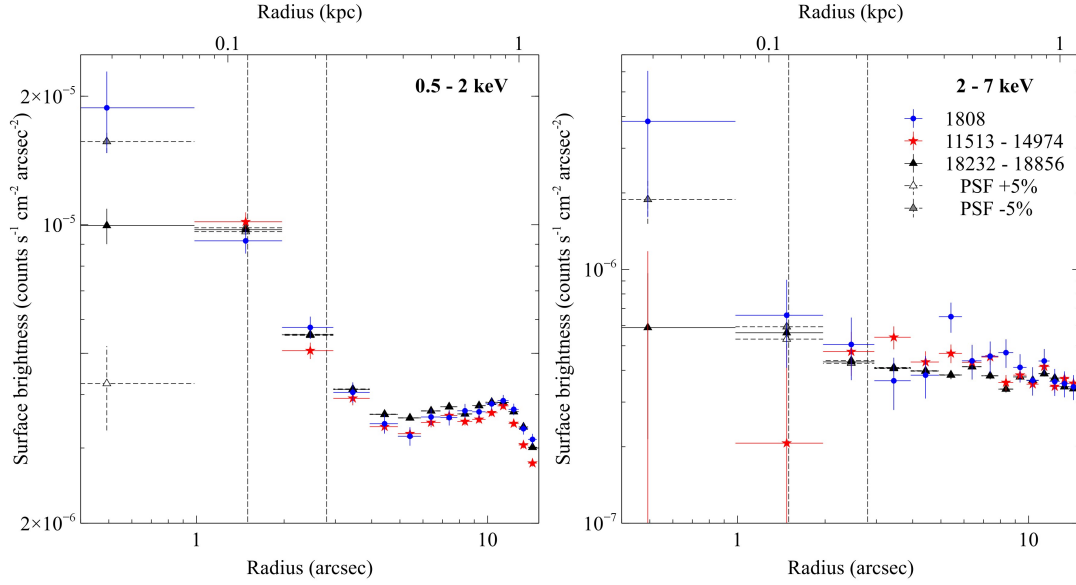 Radius (kpc)
0.1
1
0.5 - 2 keV
2×10⁻⁵
10⁻⁵
2×10⁻⁶
Surface brightness (counts s⁻¹ cm⁻² arcsec⁻²)
1
10
Radius (arcsec)
Radius (kpc)
0.1
1
2 - 7 keV
1808
11513 - 14974
18232 - 18856
PSF +5%
PSF -5%
10⁻⁶
10⁻⁷
Surface brightness (counts s⁻¹ cm⁻² arcsec⁻²)
1
10
Radius (arcsec)